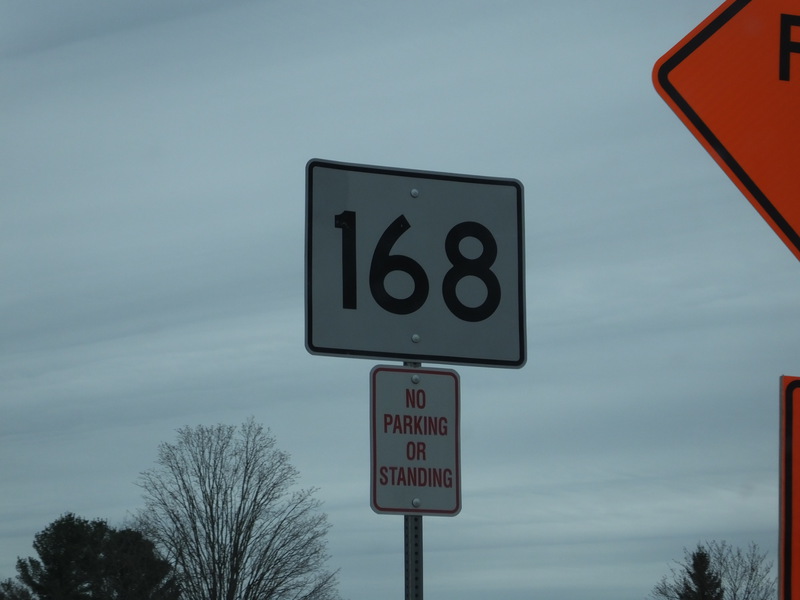 168
NO
PARKING
OR
STANDING